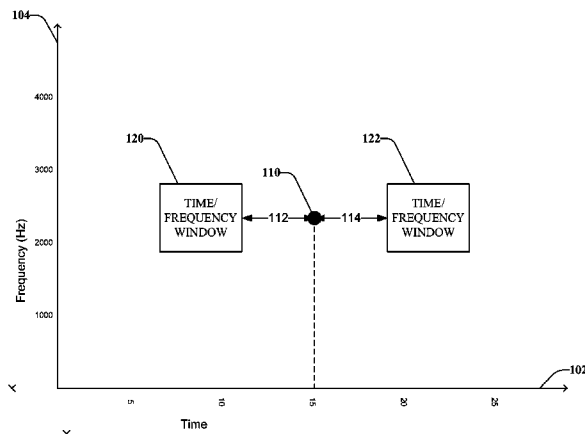 104
4000
120
122
3000
110
TIME/
FREQUENCY
WINDOW
112
114
TIME/
FREQUENCY
WINDOW
2000
Frequency (Hz)
1000
102
5
10
15
20
25
Time